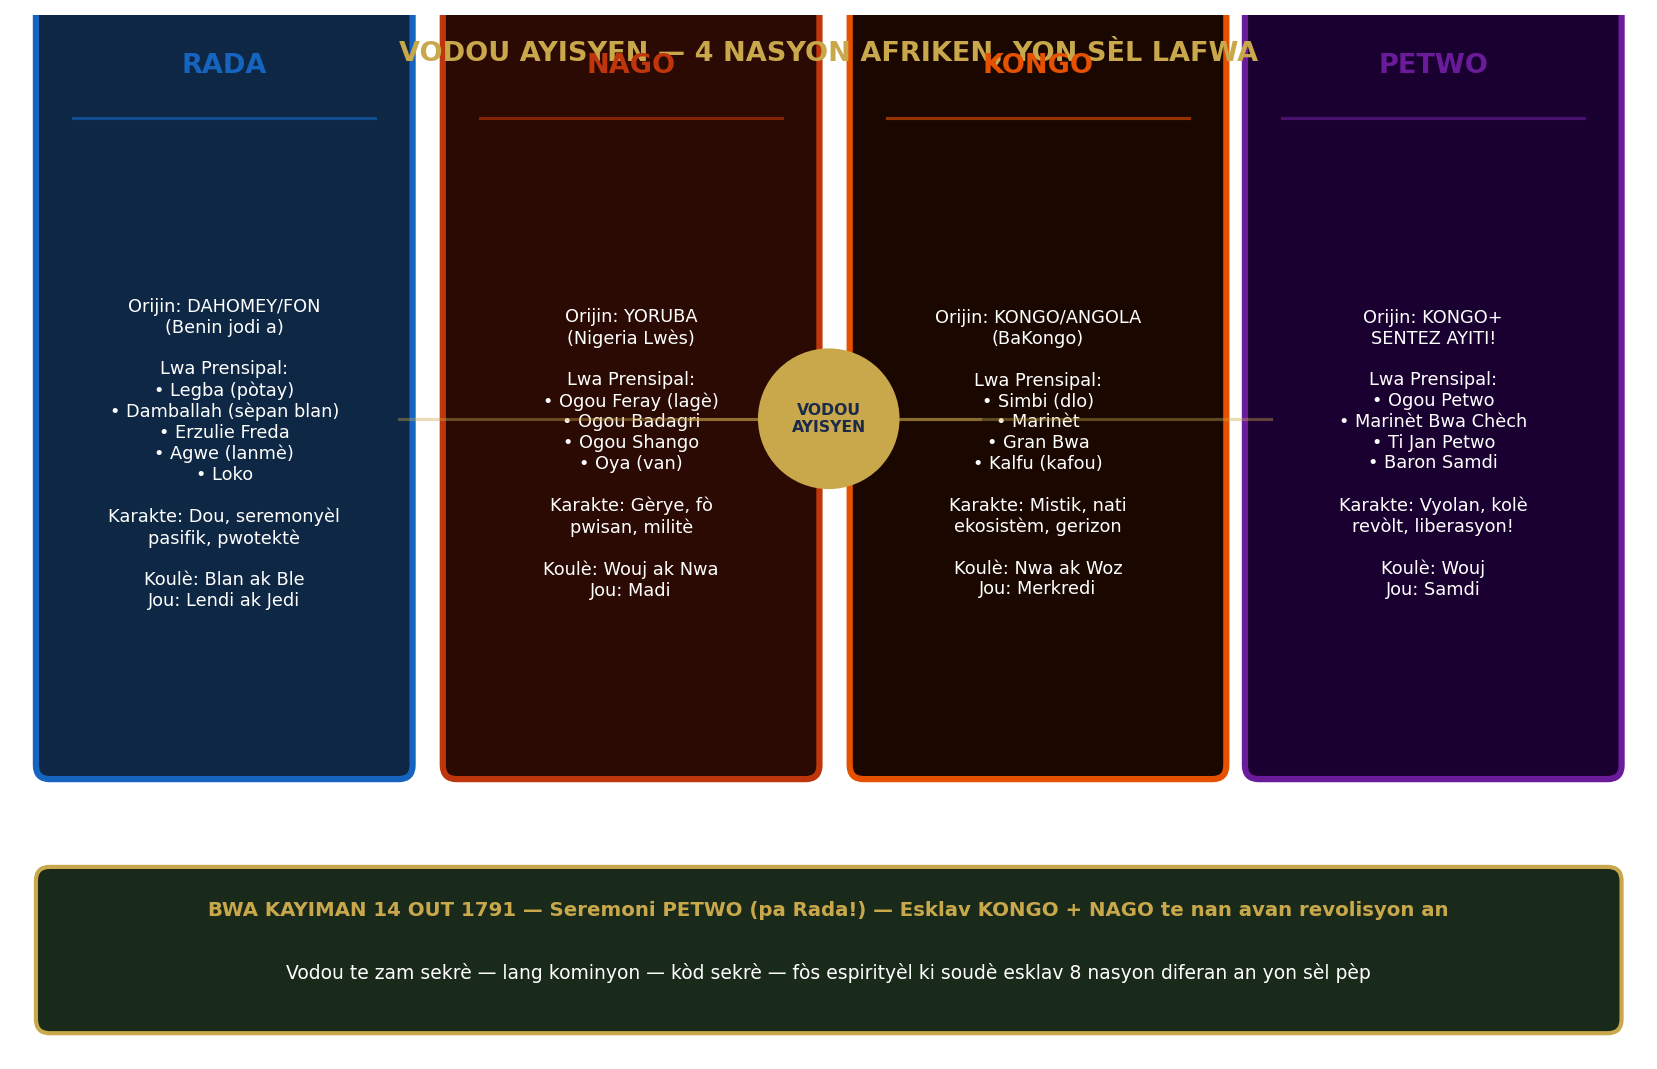 VODOU AYISYEN — 4 NASYON AFRIKEN, YON SÈL LAFWA
RADA
Orijin: DAHOMEY/FON
(Benin jodi a)
Lwa Prensipal:
• Legba (pòtay)
• Damballah (sèpan blan)
• Erzulie Freda
• Agwe (lanmè)
• Loko
Karakte: Dou, seremonyèl
pasifik, pwotektè
Koulè: Blan ak Ble
Jou: Lendi ak Jedi
NAGO
Orijin: YORUBA
(Nigeria Lwès)
Lwa Prensipal:
• Ogou Feray (lagè)
• Ogou Badagri
• Ogou Shango
• Oya (van)
Karakte: Gèrye, fò
pwisan, militè
Koulè: Wouj ak Nwa
Jou: Madi
VODOU
AYISYEN
KONGO
Orijin: KONGO/ANGOLA
(BaKongo)
Lwa Prensipal:
• Simbi (dlo)
• Marinèt
• Gran Bwa
• Kalfu (kafou)
Karakte: Mistik, nati
ekosistèm, gerizon
Koulè: Nwa ak Woz
Jou: Merkredi
PETWO
Orijin: KONGO+
SENTEZ AYITI!
Lwa Prensipal:
• Ogou Petwo
• Marinèt Bwa Chèch
• Ti Jan Petwo
• Baron Samdi
Karakte: Vyolan, kolè
revòlt, liberasyon!
Koulè: Wouj
Jou: Samdi
BWA KAYIMAN 14 OUT 1791 — Seremoni PETWO (pa Rada!) — Esklav KONGO + NAGO te nan avan revolisyon an
Vodou te zam sekrè — lang kominyon — kòd sekrè — fòs espirityèl ki soudè esklav 8 nasyon diferan an yon sèl pèp